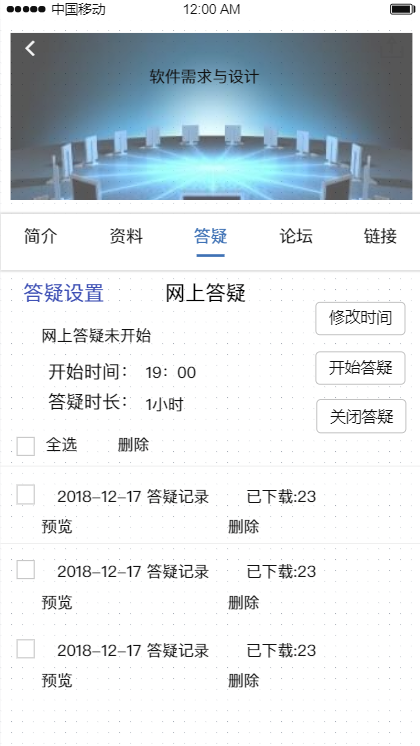 中国移动 12:00 AM
软件需求与设计
简介 资料 答疑 论坛 链接
答疑设置 网上答疑
修改时间
网上答疑未开始
开始时间： 19：00
开始答疑
答疑时长： 1小时
关闭答疑
全选 删除
2018-12-17 答疑记录 已下载:23
预览 删除
2018-12-17 答疑记录 已下载:23
预览 删除
2018-12-17 答疑记录 已下载:23
预览 删除